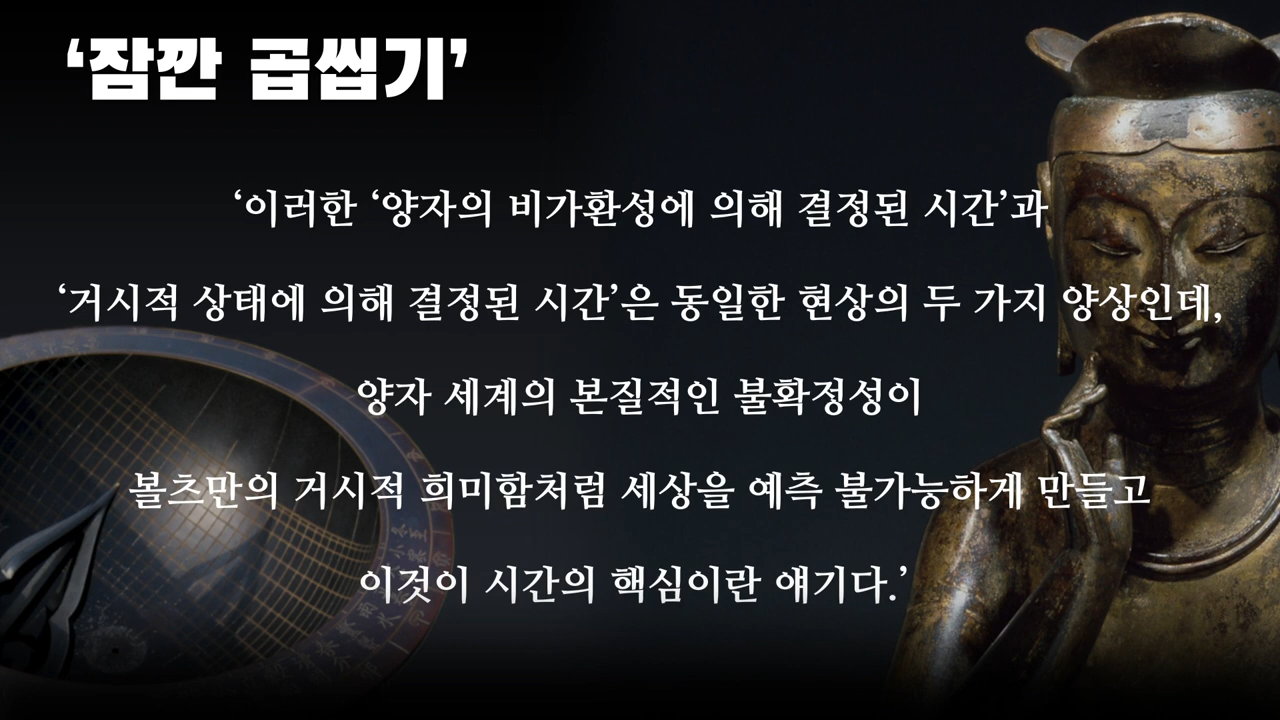 ‘잠깐 곱씹기’
‘이러한 ‘양자의 비가환성에 의해 결정된 시간’과
‘거시적 상태에 의해 결정된 시간’은 동일한 현상의 두 가지 양상인데,
양자 세계의 본질적인 불확정성이
볼츠만의 거시적 희미함처럼 세상을 예측 불가능하게 만들고
이것이 시간의 핵심이란 얘기다.’